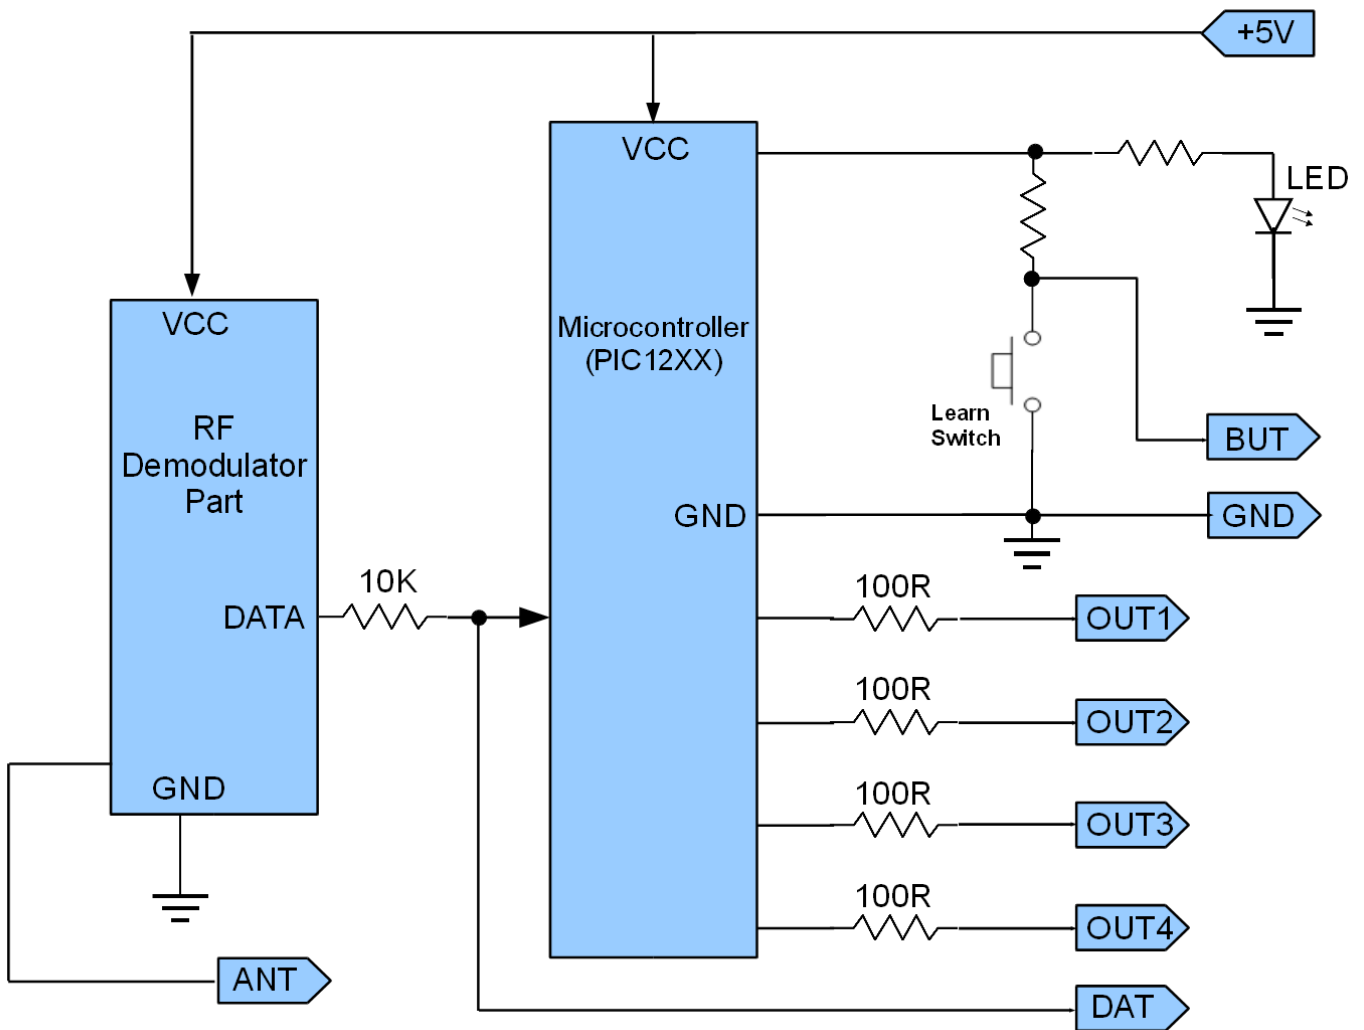 +5V
VCC
LED
VCC
Microcontroller
(PIC12XX)
RF
Demodulator
Part
Learn
Switch
BUT
GND
GND
10K
100R
DATA
OUT1
100R
OUT2
GND
100R
OUT3
100R
OUT4
ANT
DAT